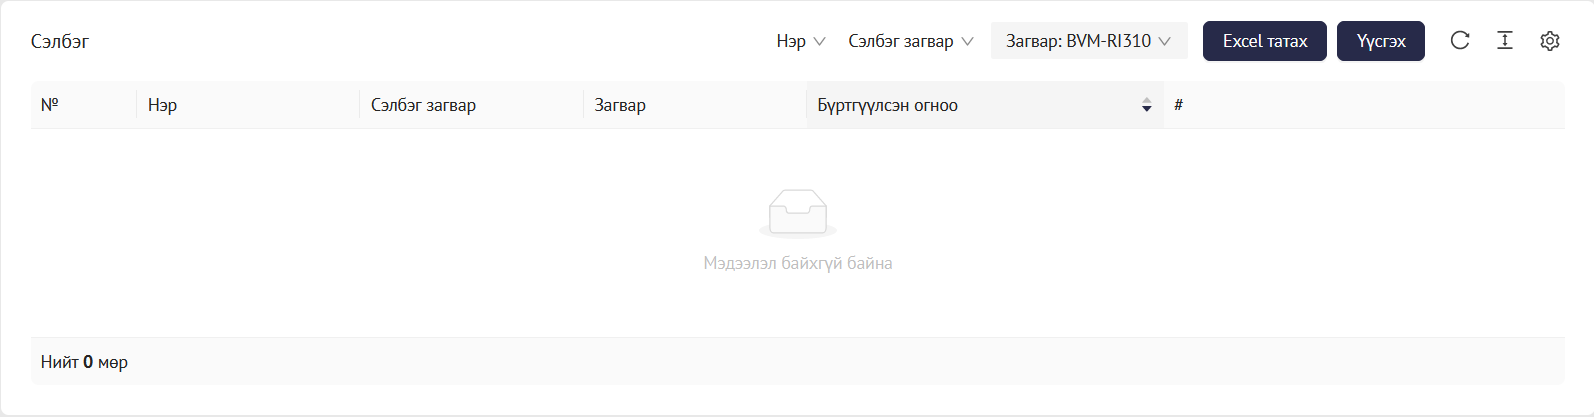 Сэлбэг
Нэр Сэлбэг загвар Загвар: BVM-RI310 Excel татах Үүсгэх
№ Нэр Сэлбэг загвар Загвар Бүртгүүлсэн огноо #
Мэдээлэл байхгүй байна
Нийт 0 мөр